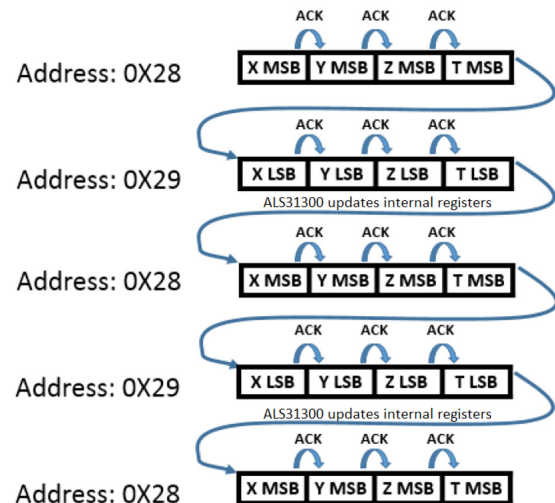 ACK ACK ACK
Address: 0X28 X MSB Y MSB Z MSB T MSB
ACK ACK ACK
Address: 0X29 X LSB Y LSB Z LSB T LSB
ALS31300 updates internal registers
ACK ACK ACK
Address: 0X28 X MSB Y MSB Z MSB T MSB
ACK ACK ACK
Address: 0X29 X LSB Y LSB Z LSB T LSB
ALS31300 updates internal registers
ACK ACK ACK
Address: 0X28 X MSB Y MSB Z MSB T MSB